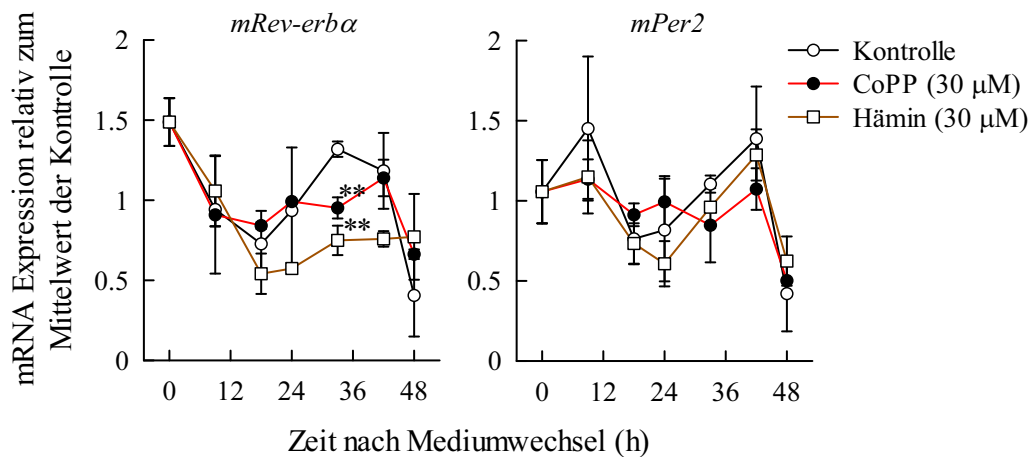 mRev-erbα
mPer2
mRNA Expression relativ zum
Mittelwert der Kontrolle
2
1.5
1
0.5
0
**
**
0 12 24 36 48
2
1.5
1
0.5
0
0 12 24 36 48
Kontrolle
CoPP (30 μM)
Hämin (30 μM)
Zeit nach Mediumwechsel (h)